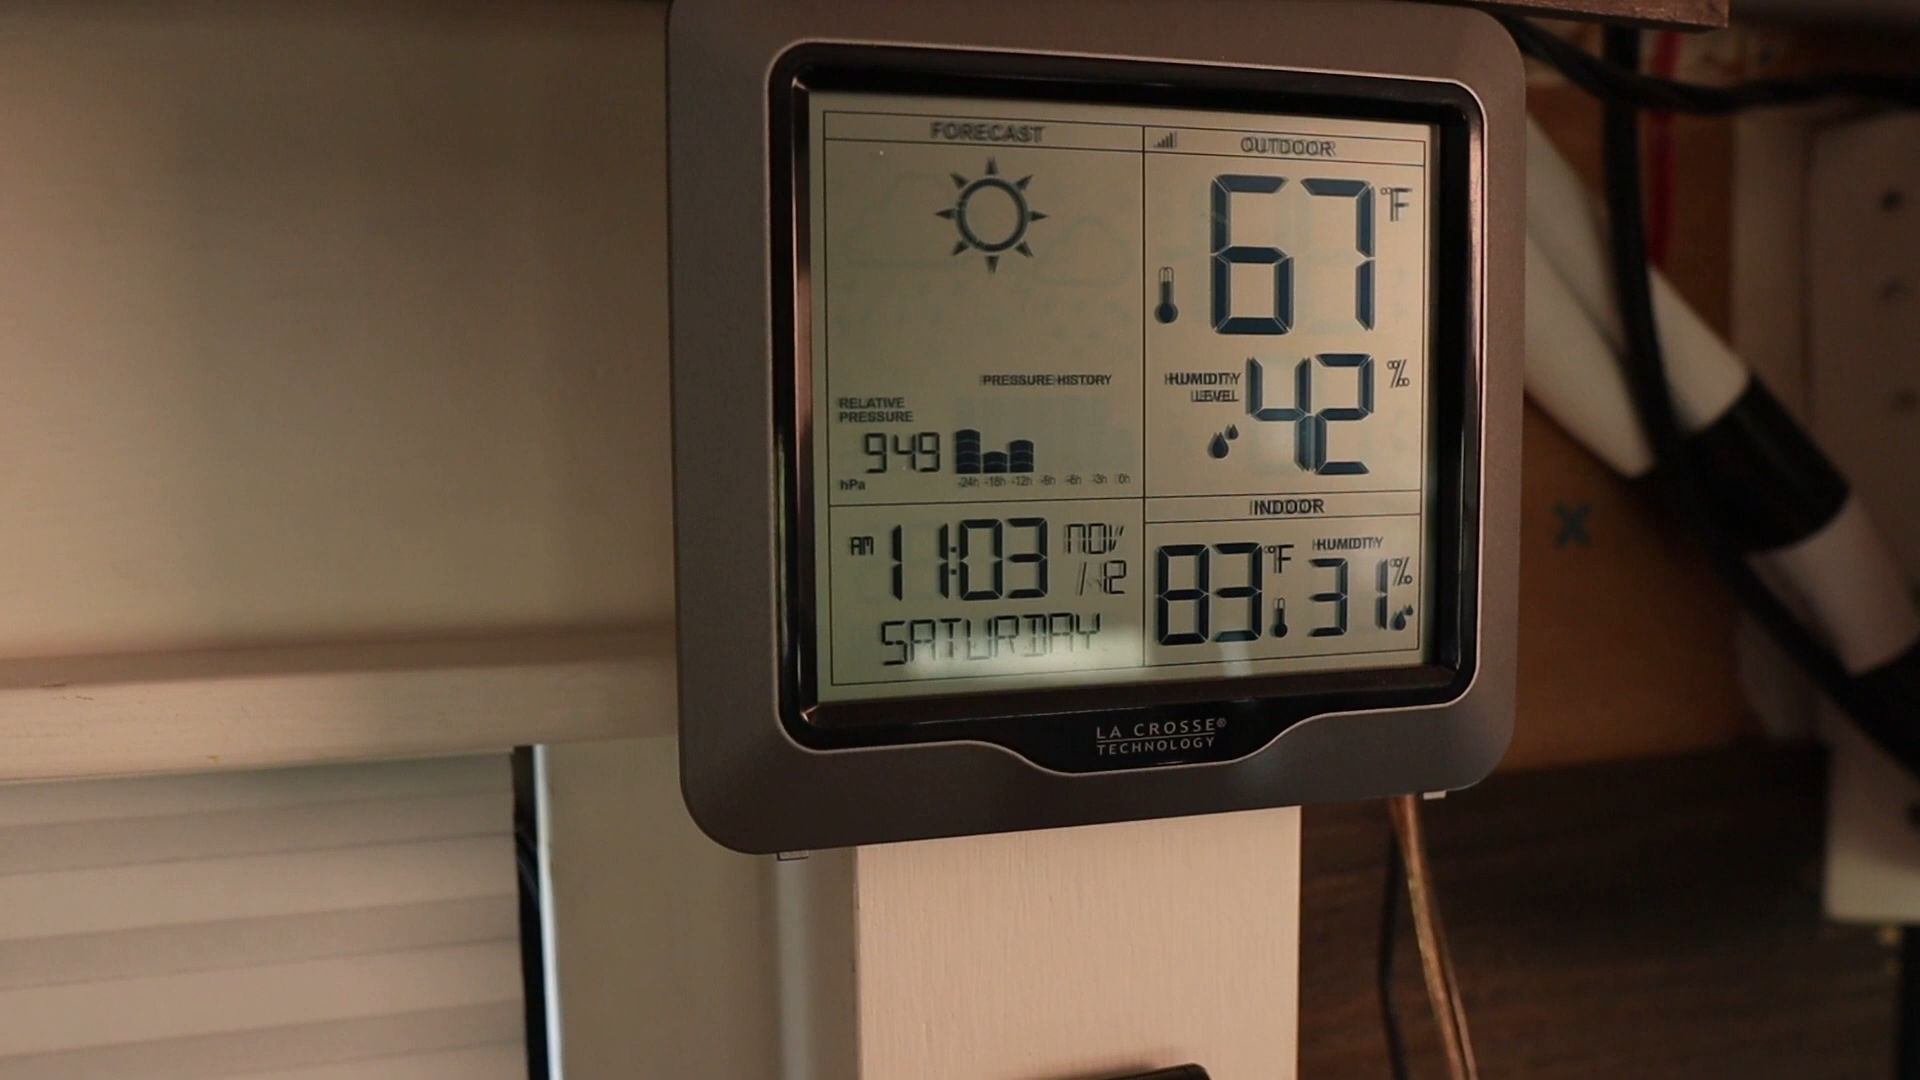 FORECAST
PRESSURE HISTORY
RELATIVE
PRESSURE
949
hPa
-24h -18h -12h -9h -6h -3h 0h
AM 11:03 NOV
/12
SATURDAY
OUTDOOR
67 °F
HUMIDITY
LEVEL
42 %
INDOOR
83 °F HUMIDITY
31 %
LA CROSSE®
TECHNOLOGY